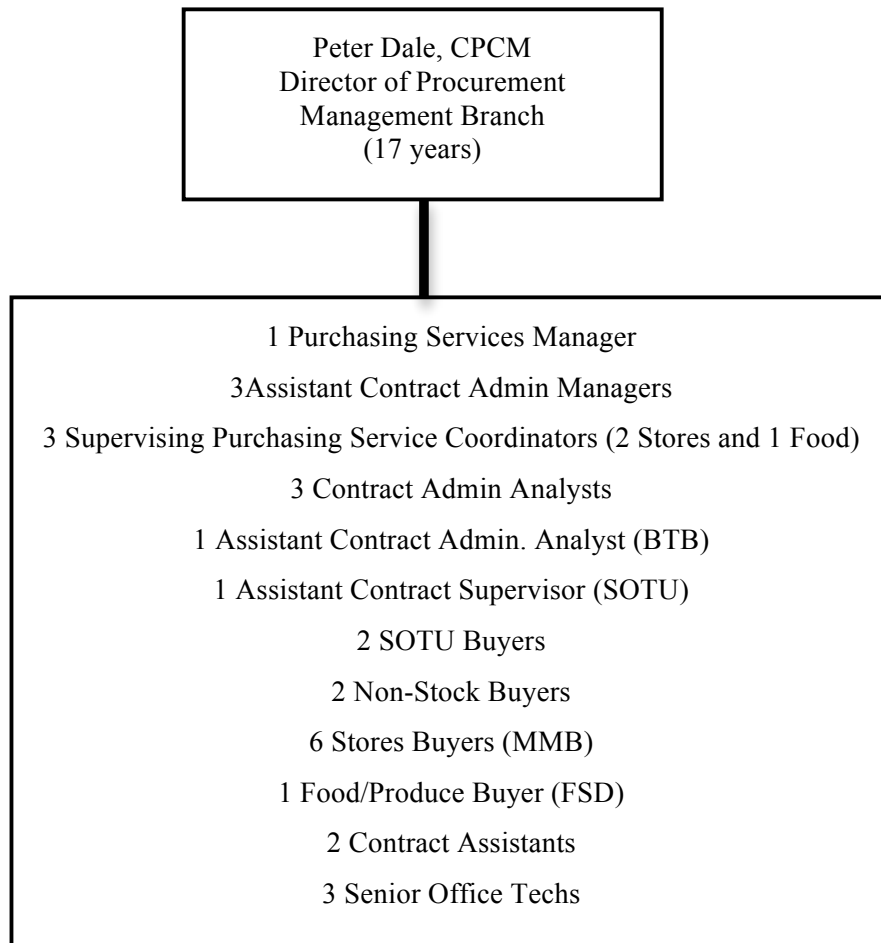 Peter Dale, CPCM
Director of Procurement
Management Branch
(17 years)
1 Purchasing Services Manager
3Assistant Contract Admin Managers
3 Supervising Purchasing Service Coordinators (2 Stores and 1 Food)
3 Contract Admin Analysts
1 Assistant Contract Admin. Analyst (BTB)
1 Assistant Contract Supervisor (SOTU)
2 SOTU Buyers
2 Non-Stock Buyers
6 Stores Buyers (MMB)
1 Food/Produce Buyer (FSD)
2 Contract Assistants
3 Senior Office Techs